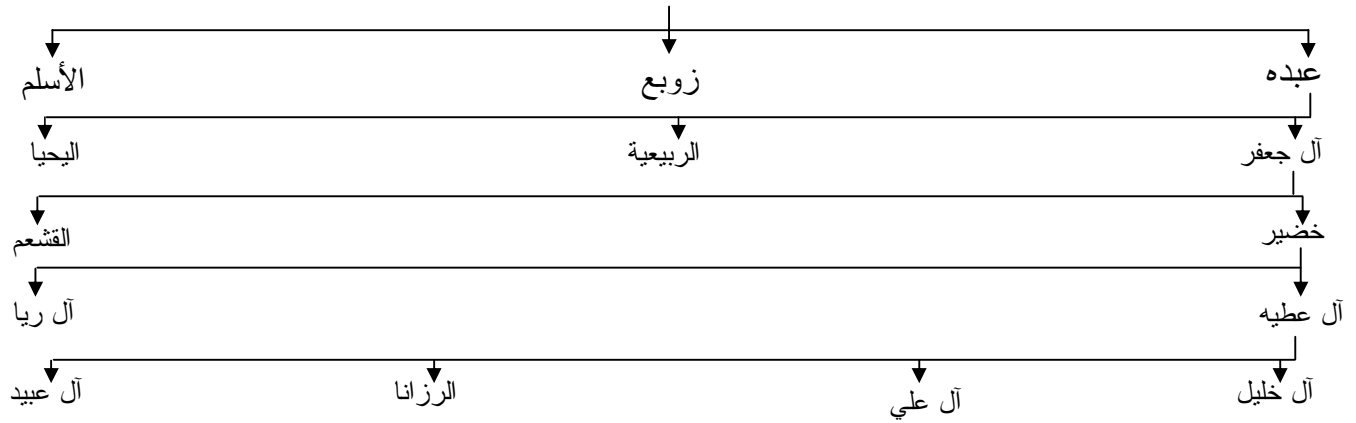 عبده زوبع الأسلم
آل جعفر الربيعية اليحيا
خضير القشعم
آل عطيه آل ريا
آل خليل آل علي الرزانا آل عبيد